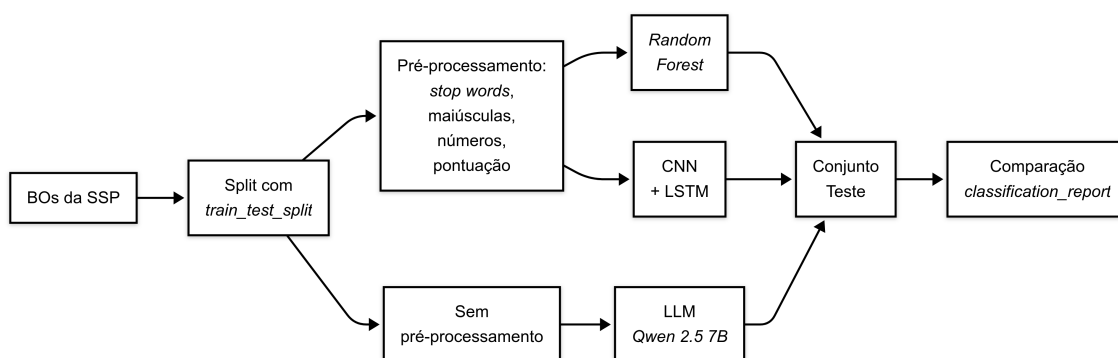 BOs da SSP
Split com
train_test_split
Pré-processamento:
stop words,
maiúsculas,
números,
pontuação
Random
Forest
CNN
+ LSTM
Sem
pré-processamento
LLM
Qwen 2.5 7B
Conjunto
Teste
Comparação
classification_report